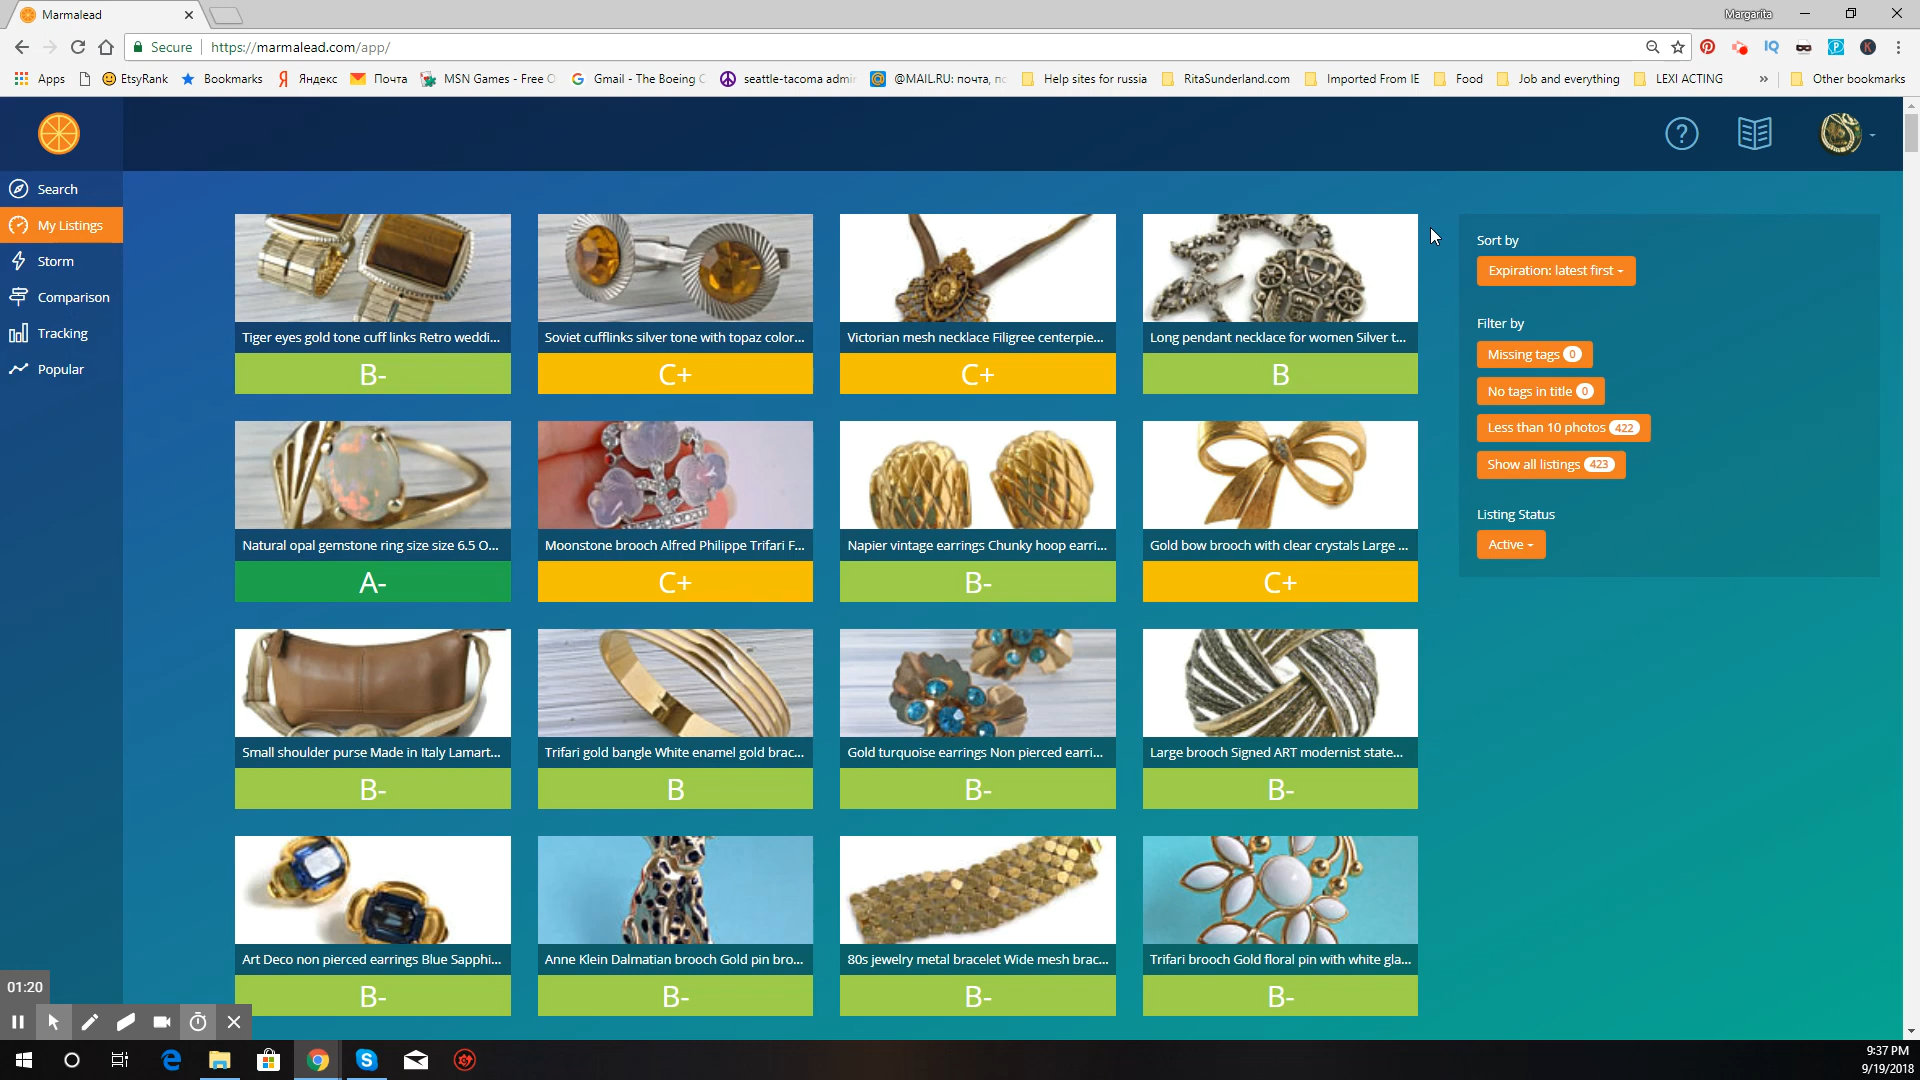 Marmalead
Margarita
Secure
https://marmalead.com/app/
Apps
EtsyRank
Bookmarks
Яндекс
Почта
MSN Games - Free O
Gmail - The Boeing C
seattle-tacoma admi
@MAIL.RU: почта, п
Help sites for russia
RitaSunderland.com
Imported From IE
Food
Job and everything
LEXI ACTING
Other bookmarks
Search
My Listings
Storm
Comparison
Tracking
Popular
Tiger eyes gold tone cuff links Retro weddi...
B-
Soviet cufflinks silver tone with topaz color...
C+
Victorian mesh necklace Filigree centerpie...
C+
Long pendant necklace for women Silver t...
B
Natural opal gemstone ring size size 6.5 O...
A-
Moonstone brooch Alfred Philippe Trifari F...
C+
Napier vintage earrings Chunky hoop earri...
B-
Gold bow brooch with clear crystals Large ...
C+
Small shoulder purse Made in Italy Lamart...
B-
Trifari gold bangle White enamel gold brac...
B
Gold turquoise earrings Non pierced earri...
B-
Large brooch Signed ART modernist state...
B-
Art Deco non pierced earrings Blue Sapphi...
B-
Anne Klein Dalmatian brooch Gold pin bro...
B-
80s jewelry metal bracelet Wide mesh brac...
B-
Trifari brooch Gold floral pin with white gla...
B-
Sort by
Expiration: latest first
Filter by
Missing tags 0
No tags in title 0
Less than 10 photos 422
Show all listings 423
Listing Status
Active
01:20
9:37 PM
9/19/2018